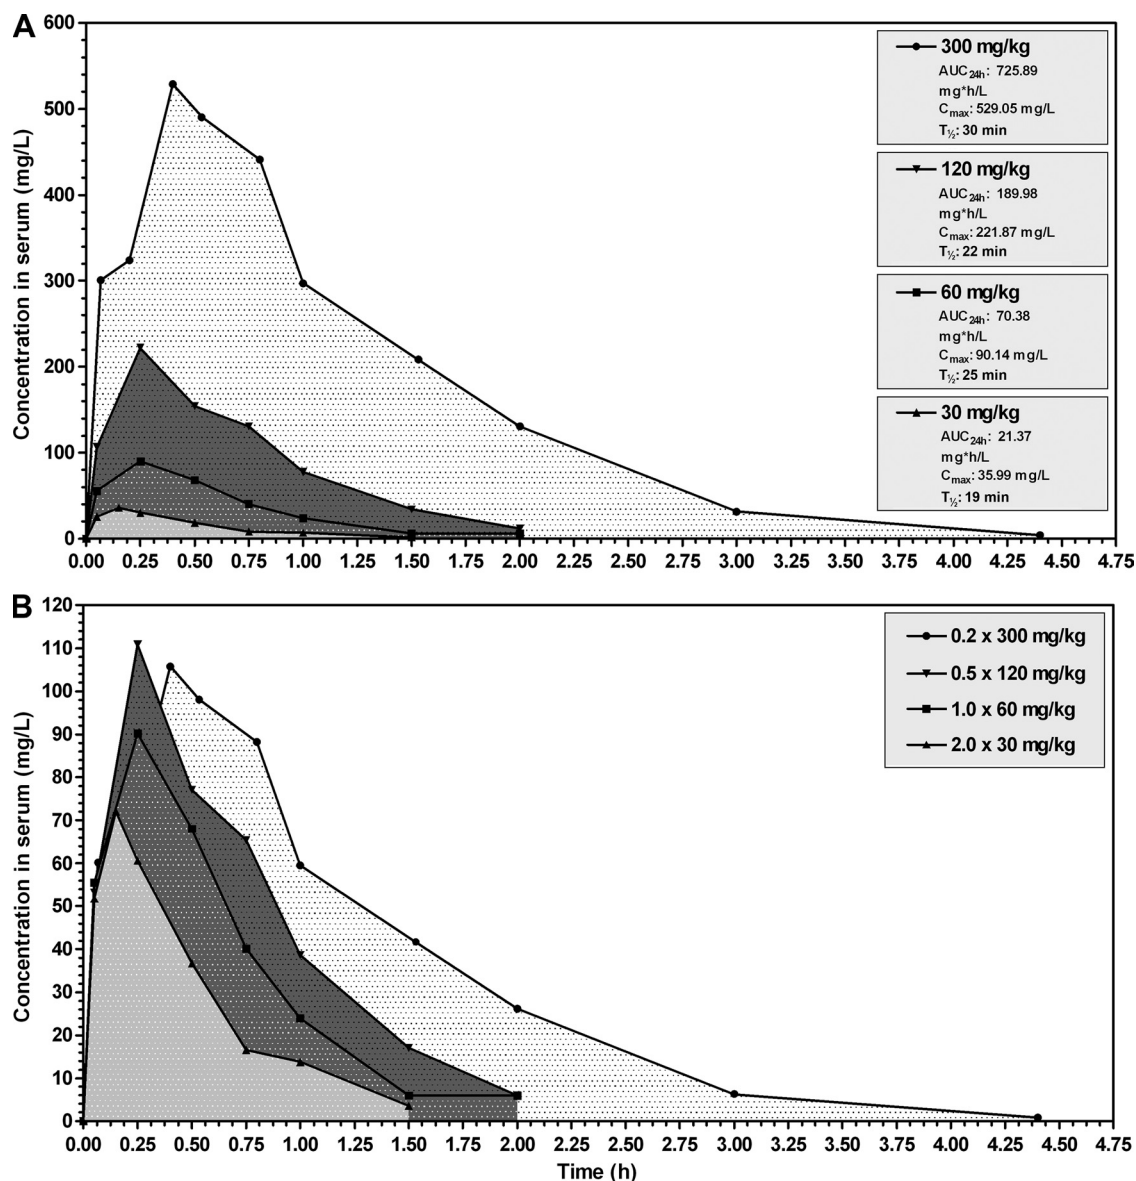 A
600
500
400
300
200
100
0
Concentration in serum (mg/L)
300 mg/kg
AUC24h: 725.89
mg*h/L
Cmax: 529.05 mg/L
T½: 30 min
120 mg/kg
AUC24h: 189.98
mg*h/L
Cmax: 221.87 mg/L
T½: 22 min
60 mg/kg
AUC24h: 70.38
mg*h/L
Cmax: 90.14 mg/L
T½: 25 min
30 mg/kg
AUC24h: 21.37
mg*h/L
Cmax: 35.99 mg/L
T½: 19 min
0.00 0.25 0.50 0.75 1.00 1.25 1.50 1.75 2.00 2.25 2.50 2.75 3.00 3.25 3.50 3.75 4.00 4.25 4.50 4.75
B
120
110
100
90
80
70
60
50
40
30
20
10
0
Concentration in serum (mg/L)
0.2 x 300 mg/kg
0.5 x 120 mg/kg
1.0 x 60 mg/kg
2.0 x 30 mg/kg
0.00 0.25 0.50 0.75 1.00 1.25 1.50 1.75 2.00 2.25 2.50 2.75 3.00 3.25 3.50 3.75 4.00 4.25 4.50 4.75
Time (h)